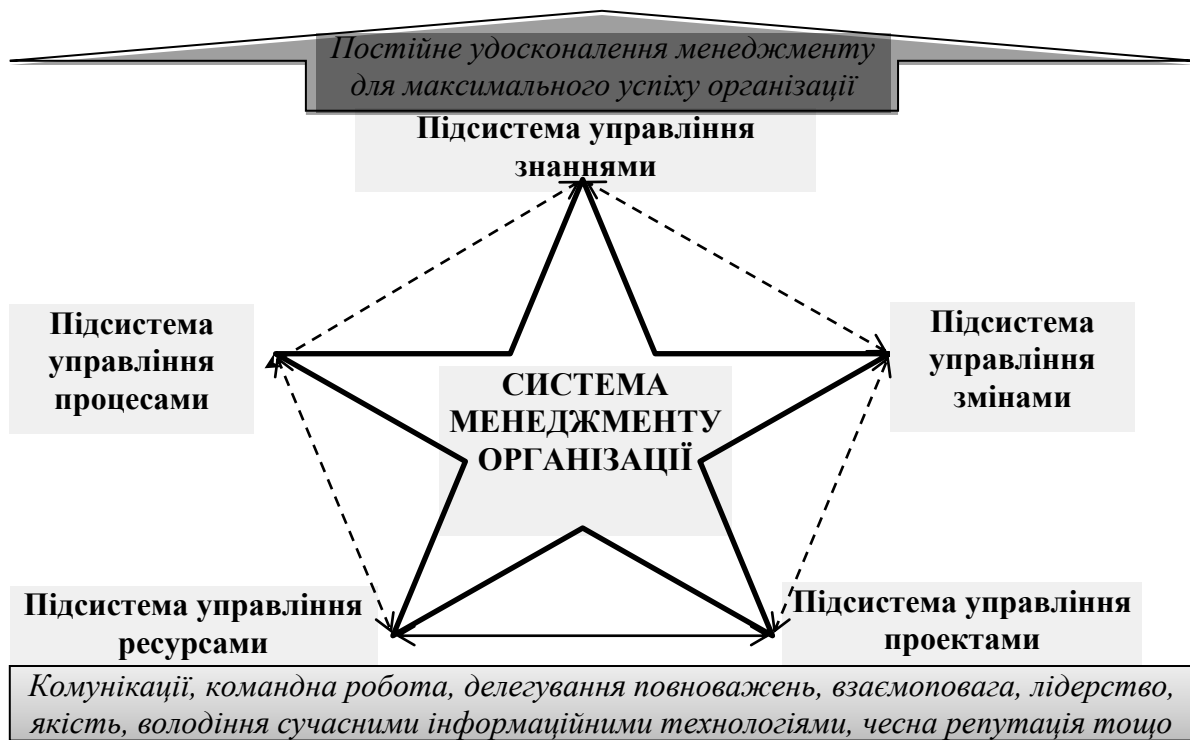 Постійне удосконалення менеджменту
для максимального успіху організації
Підсистема управління
знаннями
Підсистема
управління
процесами
Підсистема
управління
змінами
СИСТЕМА
МЕНЕДЖМЕНТУ
ОРГАНІЗАЦІЇ
Підсистема управління
ресурсами
Підсистема управління
проектами
Комунікації, командна робота, делегування повноважень, взаємоповага, лідерство,
якість, володіння сучасними інформаційними технологіями, чесна репутація тощо